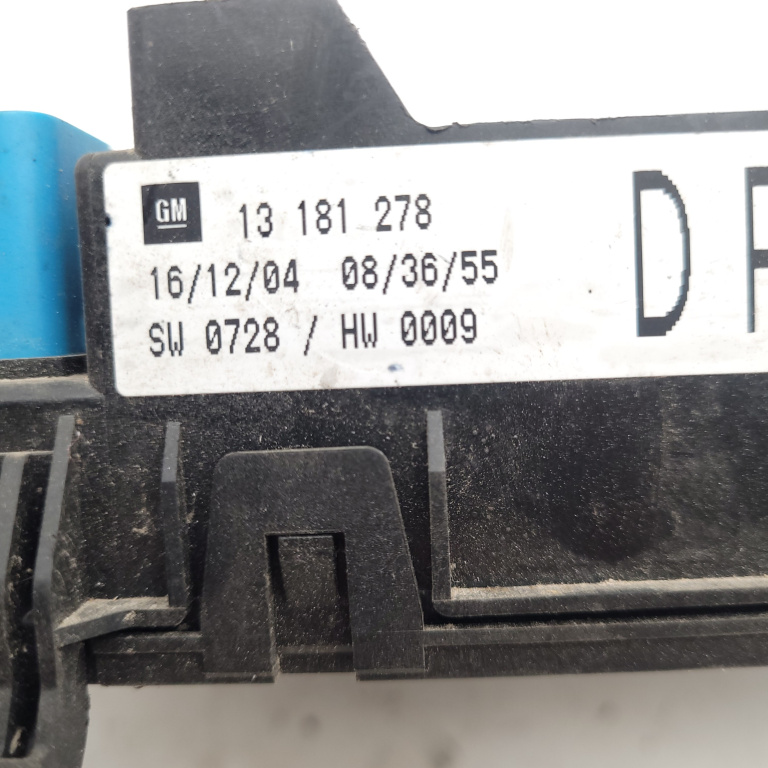 GM 13 181 278
16/12/04 08/36/55
SW 0728 / HW 0009
D